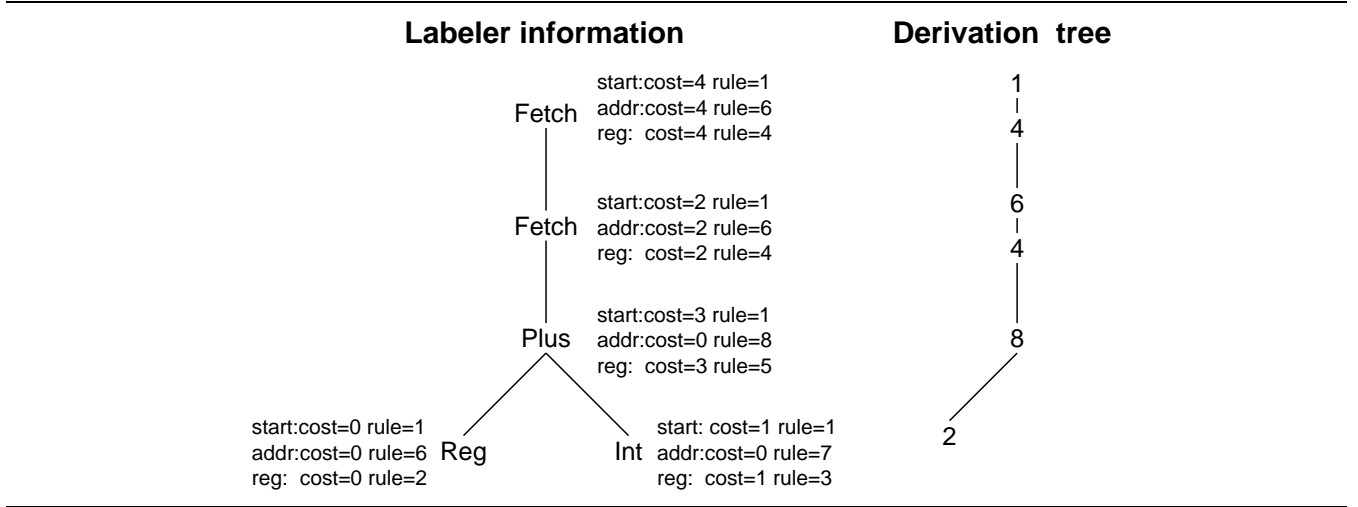 Labeler information
Derivation tree
start:cost=4 rule=1
Fetch addr:cost=4 rule=6
reg: cost=4 rule=4
1
4
start:cost=2 rule=1
Fetch addr:cost=2 rule=6
reg: cost=2 rule=4
6
4
start:cost=3 rule=1
Plus addr:cost=0 rule=8
reg: cost=3 rule=5
8
start:cost=0 rule=1
addr:cost=0 rule=6 Reg
reg: cost=0 rule=2
start: cost=1 rule=1
Int addr:cost=0 rule=7
reg: cost=1 rule=3
2